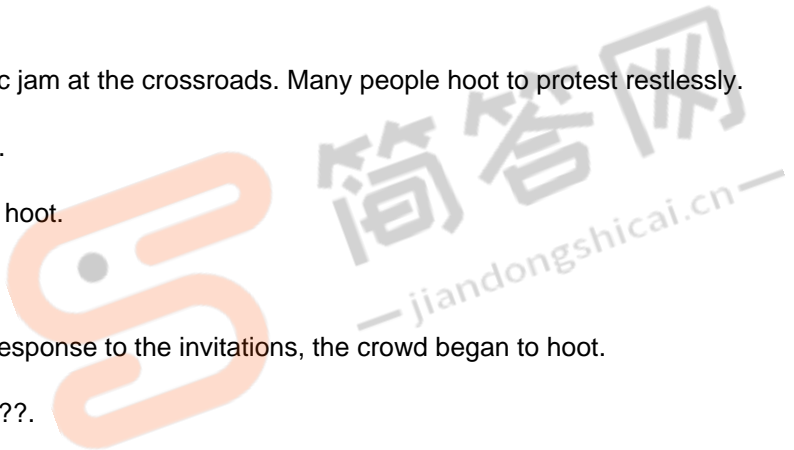 c jam at the crossroads. Many people hoot to protest restlessly.
.
hoot.
esponse to the invitations, the crowd began to hoot.
??.
简答网
jiandongshicai.cn